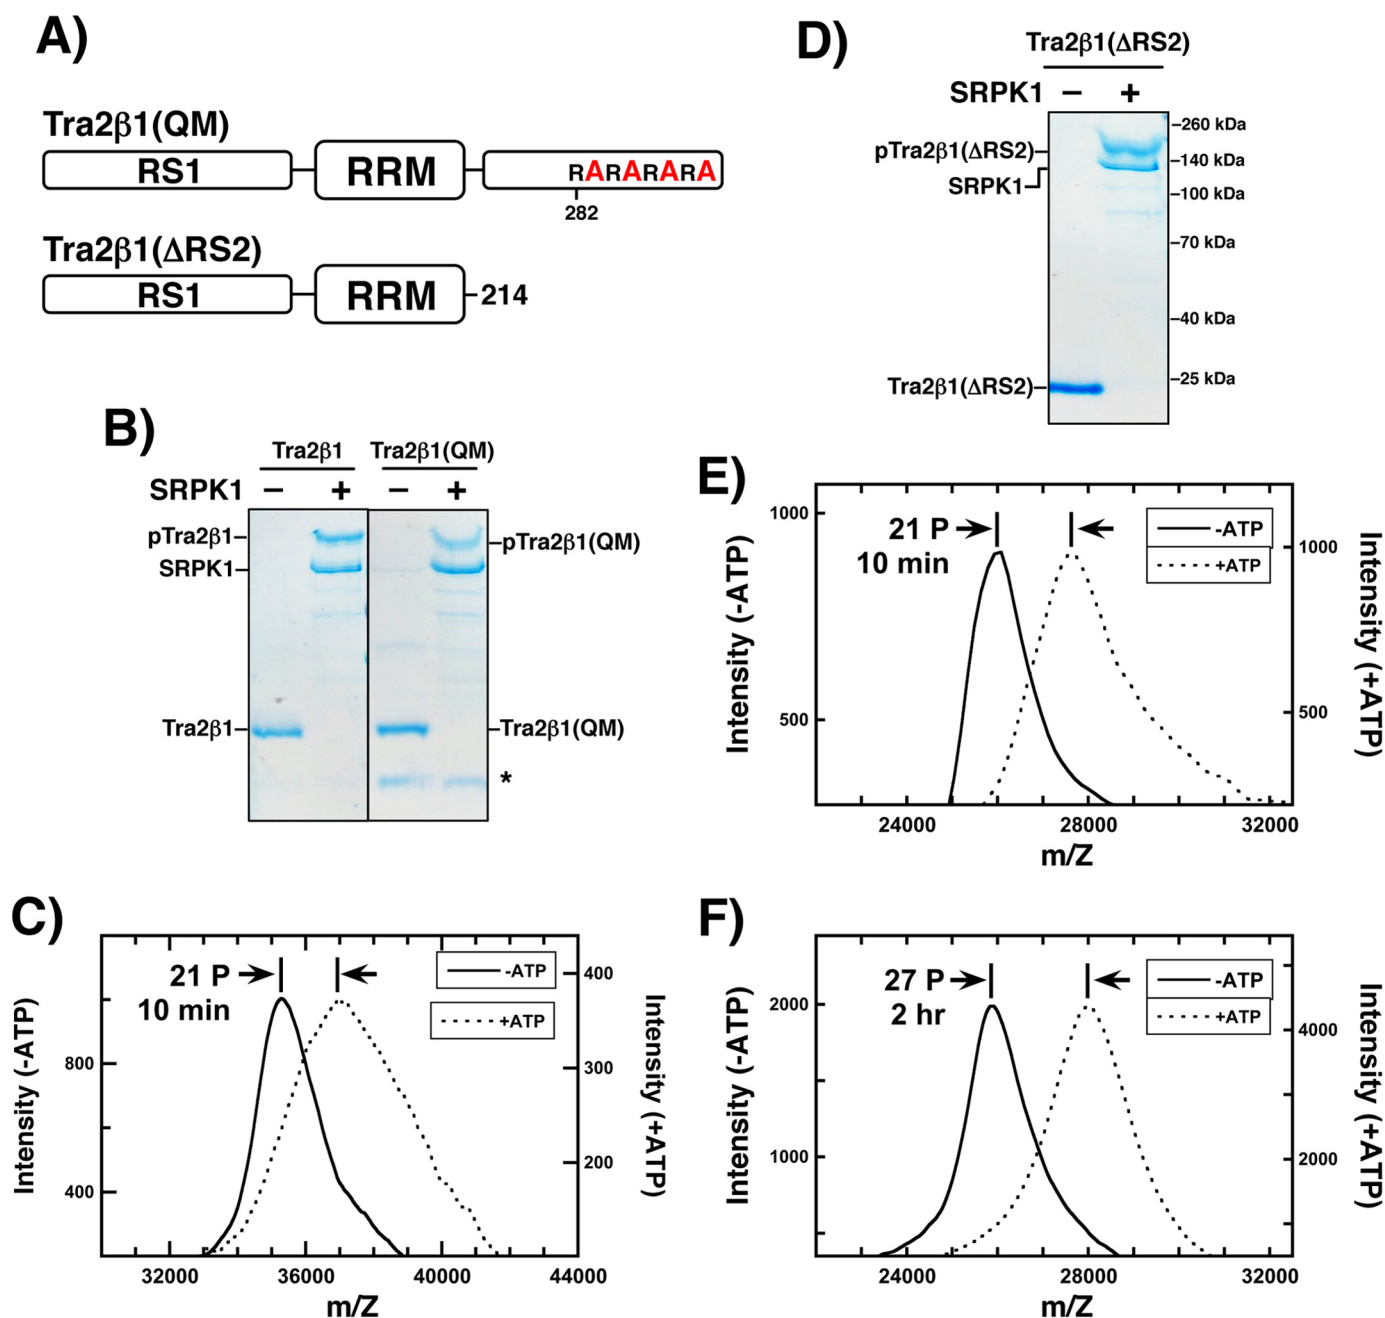 A)
Tra2β1(QM)
RS1
RRM
RARARARA
282
Tra2β1(ΔRS2)
RS1
RRM
214
B)
Tra2β1
Tra2β1(QM)
SRPK1 − + − +
pTra2β1
pTra2β1(QM)
SRPK1
Tra2β1
Tra2β1(QM)
*
C)
21 P
10 min
-ATP
+ATP
Intensity (-ATP)
800
400
Intensity (+ATP)
400
300
200
32000 36000 40000 44000
m/Z
D)
Tra2β1(ΔRS2)
SRPK1 − +
–260 kDa
pTra2β1(ΔRS2)
–140 kDa
SRPK1
–100 kDa
–70 kDa
–40 kDa
–25 kDa
Tra2β1(ΔRS2)
E)
21 P
10 min
-ATP
+ATP
Intensity (-ATP)
1000
500
Intensity (+ATP)
1000
500
24000 28000 32000
m/Z
F)
27 P
2 hr
-ATP
+ATP
Intensity (-ATP)
2000
1000
Intensity (+ATP)
4000
2000
24000 28000 32000
m/Z